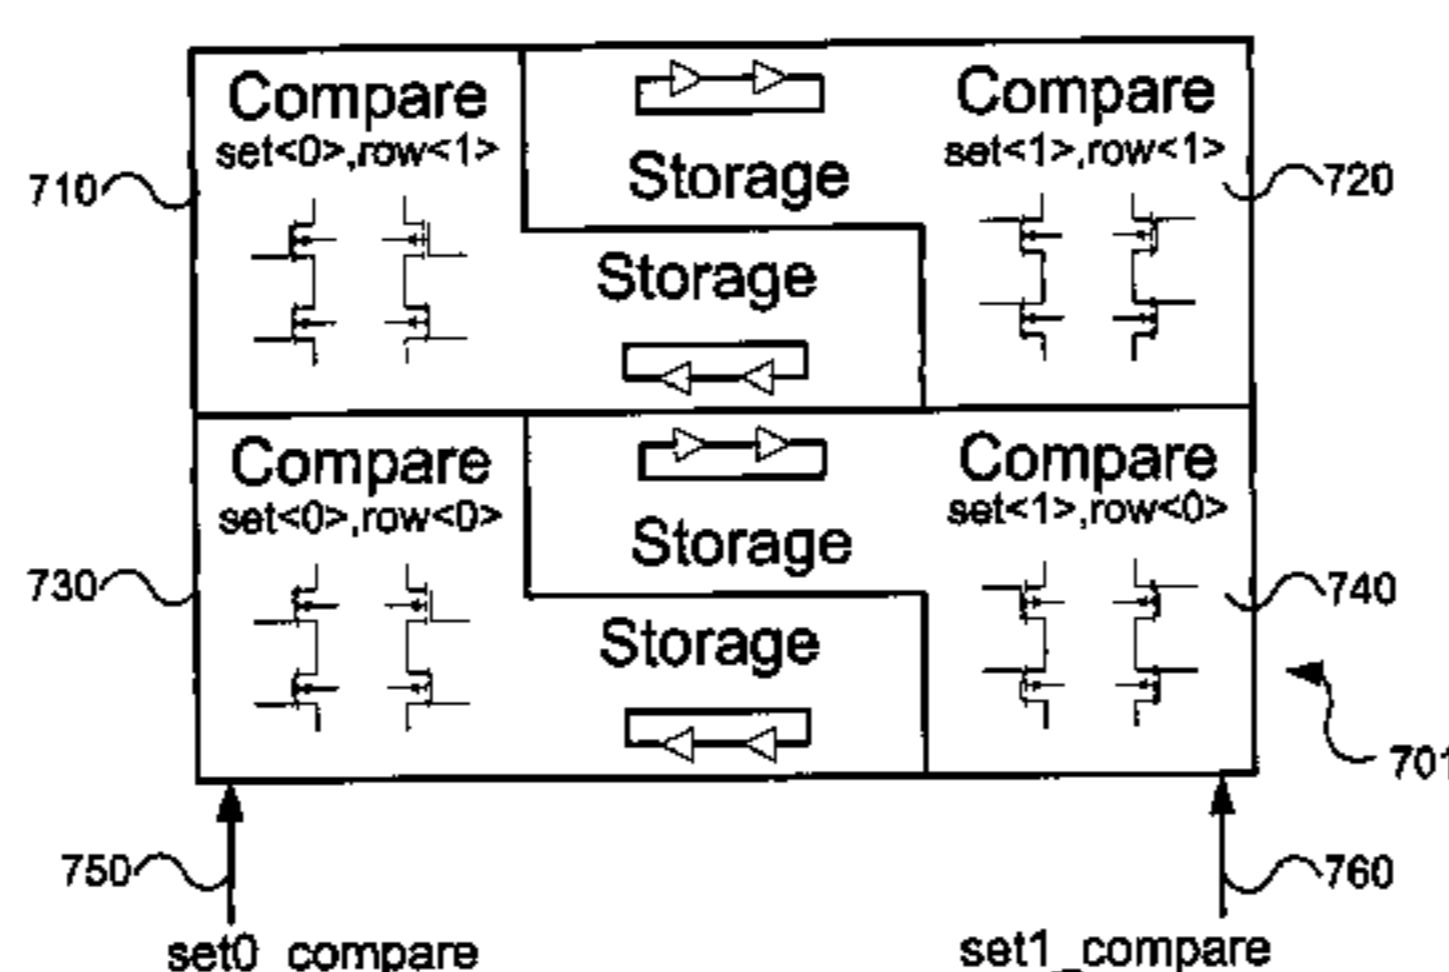 Compare
set<0>,row<1>
Storage
Compare
set<1>,row<1>
710
720
Storage
Compare
set<0>,row<0>
Storage
Compare
set<1>,row<0>
730
740
Storage
701
750
760
set0_compare
set1_compare